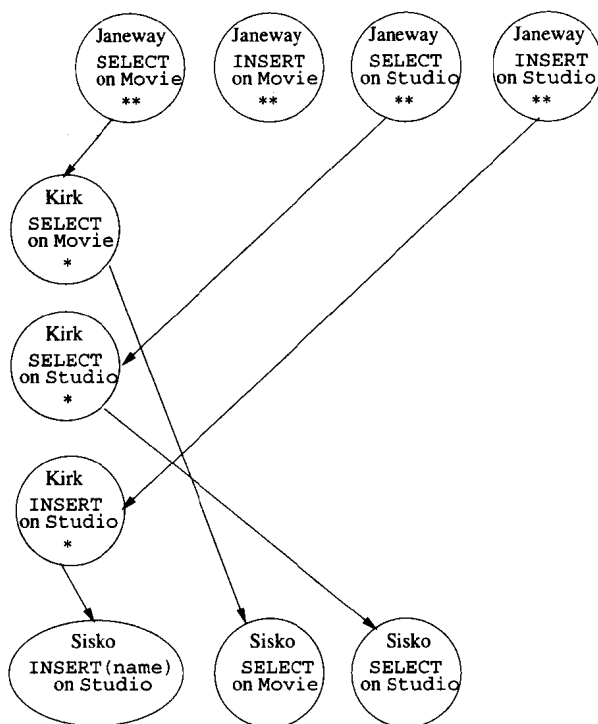 Janeway
SELECT
on Movie
**
Janeway
INSERT
on Movie
**
Janeway
SELECT
on Studio
**
Janeway
INSERT
on Studio
**
Kirk
SELECT
on Movie
*
Kirk
SELECT
on Studio
*
Kirk
INSERT
on Studio
*
Sisko
INSERT(name)
on Studio
Sisko
SELECT
on Movie
Sisko
SELECT
on Studio